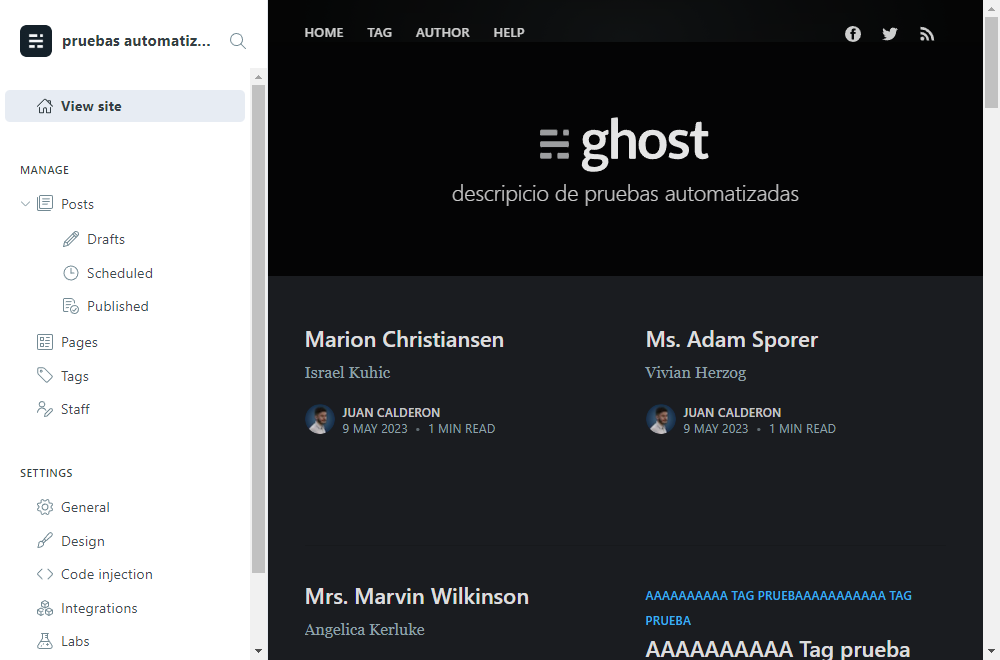 pruebas automatiz...
View site
MANAGE
Posts
Drafts
Scheduled
Published
Pages
Tags
Staff
SETTINGS
General
Design
Code injection
Integrations
Labs
HOME TAG AUTHOR HELP
ghost
descripicio de pruebas automatizadas
Marion Christiansen
Israel Kuhic
JUAN CALDERON
9 MAY 2023 • 1 MIN READ
Ms. Adam Sporer
Vivian Herzog
JUAN CALDERON
9 MAY 2023 • 1 MIN READ
Mrs. Marvin Wilkinson
Angelica Kerluke
AAAAAAAAAA TAG PRUEBAAAAAAAAAAA TAG
PRUEBA
AAAAAAAAAA Tag prueba